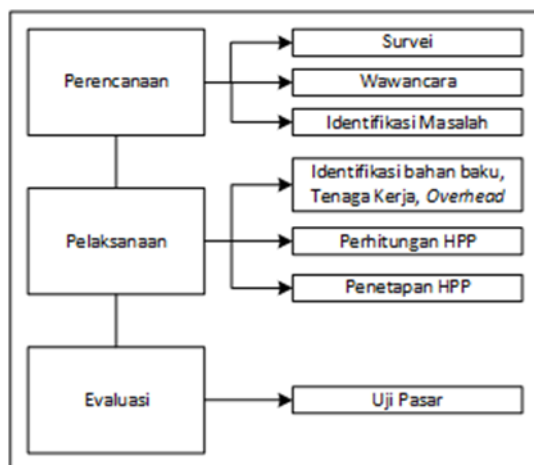 Perencanaan
Survei
Wawancara
Identifikasi Masalah
Pelaksanaan
Identifikasi bahan baku,
Tenaga Kerja, Overhead
Perhitungan HPP
Penetapan HPP
Evaluasi
Uji Pasar